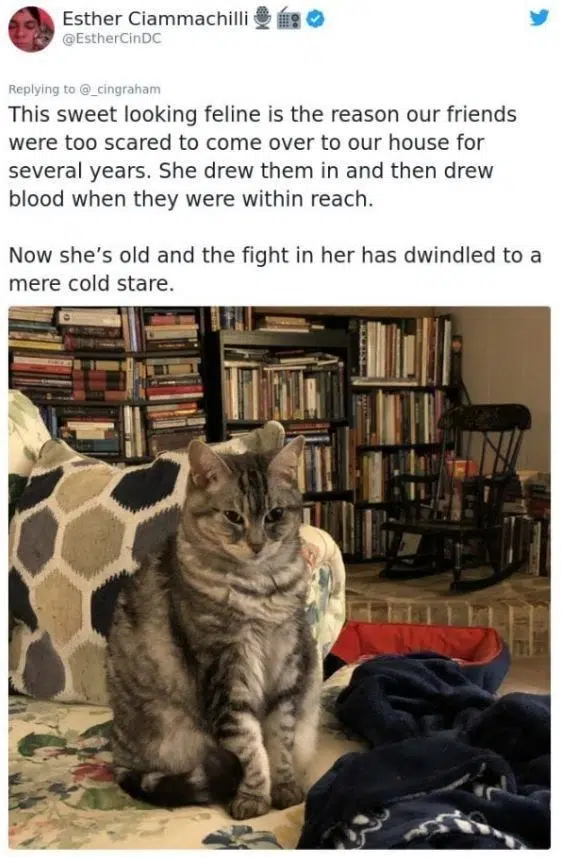 Esther Ciammachilli
@EstherCinDC
Replying to @_cingraham
This sweet looking feline is the reason our friends
were too scared to come over to our house for
several years. She drew them in and then drew
blood when they were within reach.
Now she’s old and the fight in her has dwindled to a
mere cold stare.